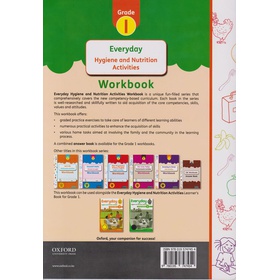 Grade
1
Everyday
Hygiene and Nutrition
Activities
Workbook
Everyday Hygiene and Nutrition Activities Workbook is a unique fun-filled series that
comprehensively covers the new competency-based curriculum. Each book in the series
is well-researched and skilfully written to aid acquisition of the core competencies, skills,
values and attitudes.
This workbook offers:
• graded practice exercises to take care of learners of different learning abilities
• numerous practical activities to enhance the acquisition of skills
• various home tasks aimed at involving the family and the community in the learning
process.
A combined answer book is available for the Grade 1 workbooks.
Other titles in this workbook series:
This workbook can be used alongside the Everyday Hygiene and Nutrition Activities Learner's
Book for Grade 1.
Everyday
Everyday
Oxford, your companion for success!
OXFORD
UNIVERSITY PRESS